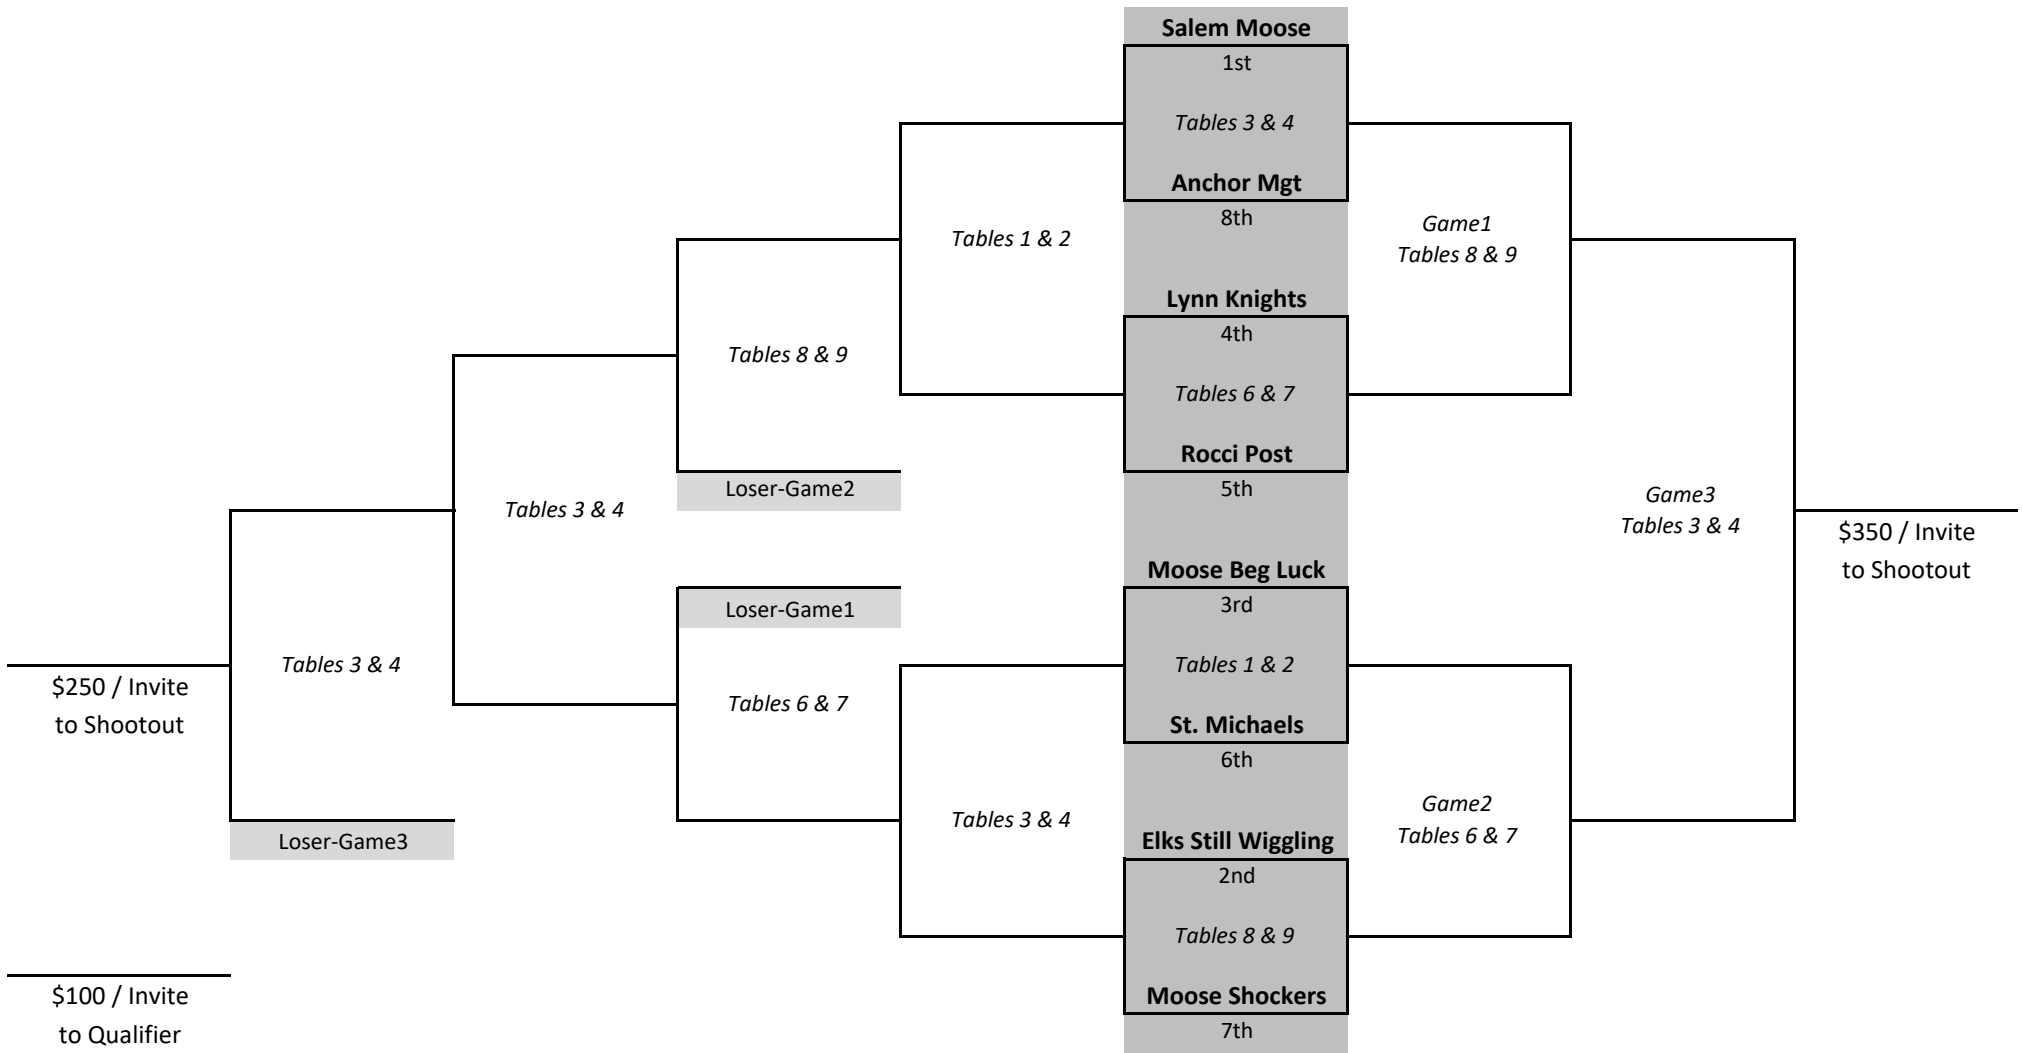 Salem Moose
1st
Tables 3 & 4
Anchor Mgt
8th
Tables 1 & 2
Game1
Tables 8 & 9
Lynn Knights
4th
Tables 8 & 9
Tables 6 & 7
Rocci Post
5th
Loser-Game2
Tables 3 & 4
Game3
Tables 3 & 4
$350 / Invite
to Shootout
Moose Beg Luck
3rd
Loser-Game1
Tables 3 & 4
Tables 1 & 2
$250 / Invite
to Shootout
Tables 6 & 7
St. Michaels
6th
Game2
Tables 6 & 7
Tables 3 & 4
Loser-Game3
Elks Still Wiggling
2nd
Tables 8 & 9
Moose Shockers
7th
$100 / Invite
to Qualifier